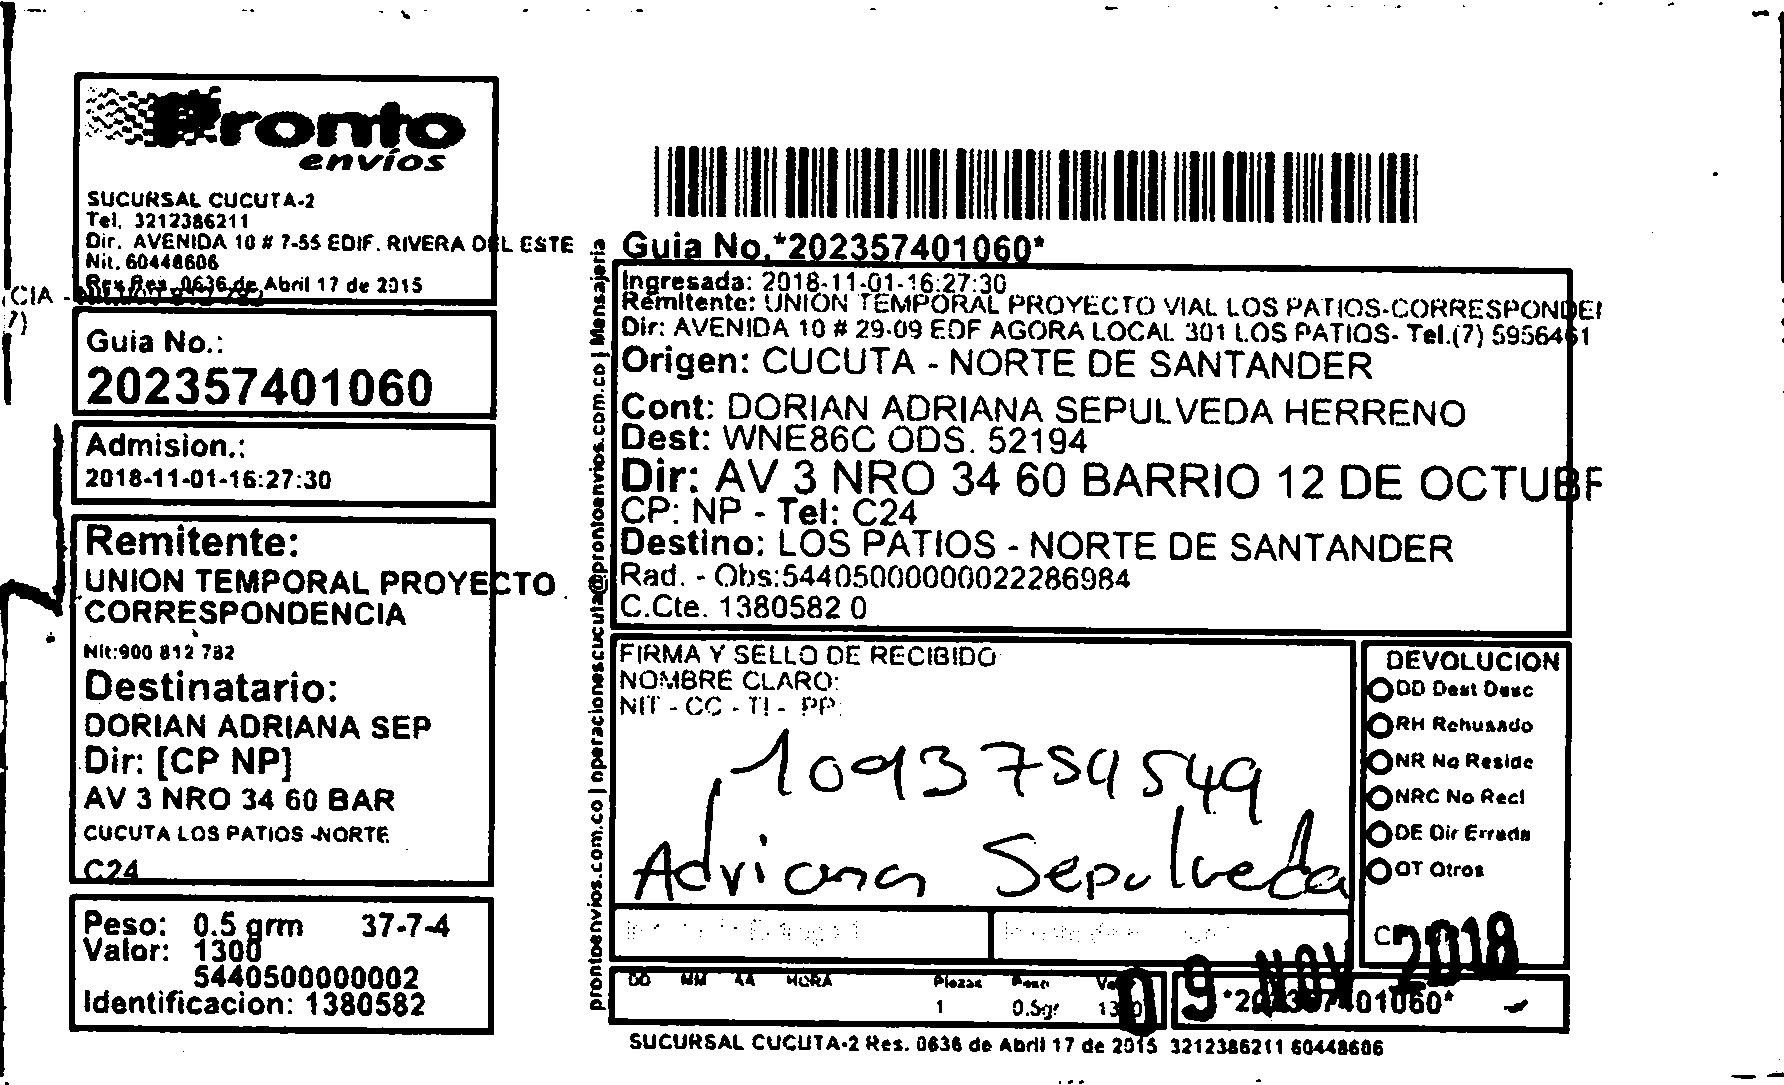 Pronto
envíos
SUCURSAL CUCUTA-2
Tel. 3212386211
Dir. AVENIDA 10 # 7-55 EDIF. RIVERA DEL ESTE
Nit. 60448606
Res. 0636 de Abril 17 de 2015
CIA -
7)
Guia No.:
202357401060
Admision.:
2018-11-01-16:27:30
Remitente:
UNION TEMPORAL PROYECTO
CORRESPONDENCIA
Nit:900 812 782
Destinatario:
DORIAN ADRIANA SEP
Dir: [CP NP]
AV 3 NRO 34 60 BAR
CUCUTA LOS PATIOS -NORTE
C24
Peso: 0.5 grm 37-7-4
Valor: 1300
5440500000002
Identificacion: 1380582
prontoenvios.com.co | operacionescucuta@prontoenvios.com.co | Mensajeria
Guia No.*202357401060*
Ingresada: 2018-11-01-16:27:30
Remitente: UNION TEMPORAL PROYECTO VIAL LOS PATIOS-CORRESPONDEI
Dir: AVENIDA 10 # 29-09 EDF AGORA LOCAL 301 LOS PATIOS- Tel.(7) 5956461
Origen: CUCUTA - NORTE DE SANTANDER
Cont: DORIAN ADRIANA SEPULVEDA HERRENO
Dest: WNE86C ODS. 52194
Dir: AV 3 NRO 34 60 BARRIO 12 DE OCTUBF
CP: NP - Tel: C24
Destino: LOS PATIOS - NORTE DE SANTANDER
Rad. - Obs:54405000000022286984
C.Cte. 1380582 0
FIRMA Y SELLO DE RECIBIDO
NOMBRE CLARO:
NIT - CC - TI - PP:
1093759549
Adriana Sepulveda
DEVOLUCION
DD Dest Desc
RH Rehusado
NR No Reside
NRC No Recl
DE Dir Errada
OT Otros
09 NOV 2018
DD MM AA HORA Piezas Peso
1 0.5gr
*202357401060*
SUCURSAL CUCUTA-2 Res. 0636 de Abril 17 de 2015 3212386211 60448606